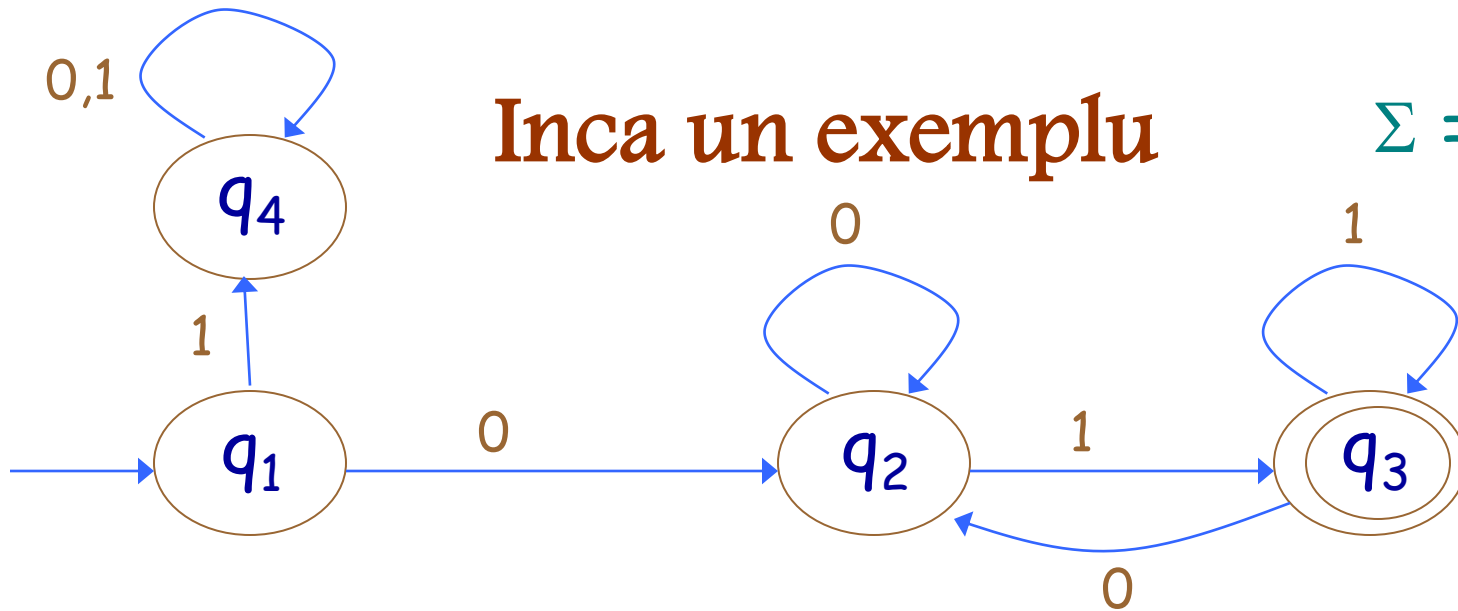 0,1
Inca un exemplu
Σ =
q4
0
1
1
q1
0
q2
1
q3
0